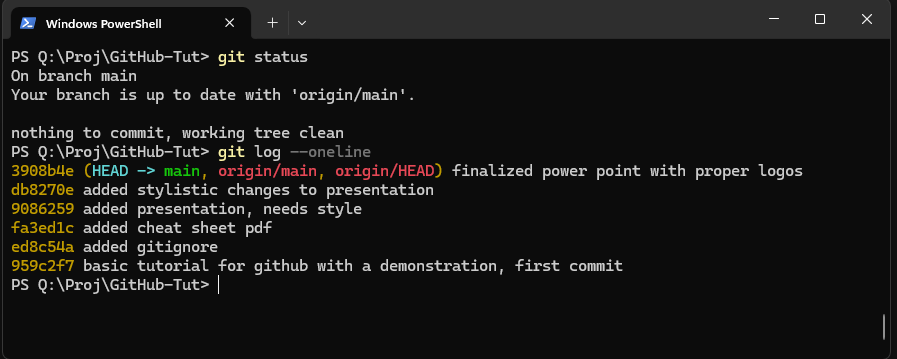 Windows PowerShell
PS Q:\Proj\GitHub-Tut> git status
On branch main
Your branch is up to date with 'origin/main'.
nothing to commit, working tree clean
PS Q:\Proj\GitHub-Tut> git log --oneline
3908b4e (HEAD -> main, origin/main, origin/HEAD) finalized power point with proper logos
db8270e added stylistic changes to presentation
9086259 added presentation, needs style
fa3ed1c added cheat sheet pdf
ed8c54a added gitignore
959c2f7 basic tutorial for github with a demonstration, first commit
PS Q:\Proj\GitHub-Tut>